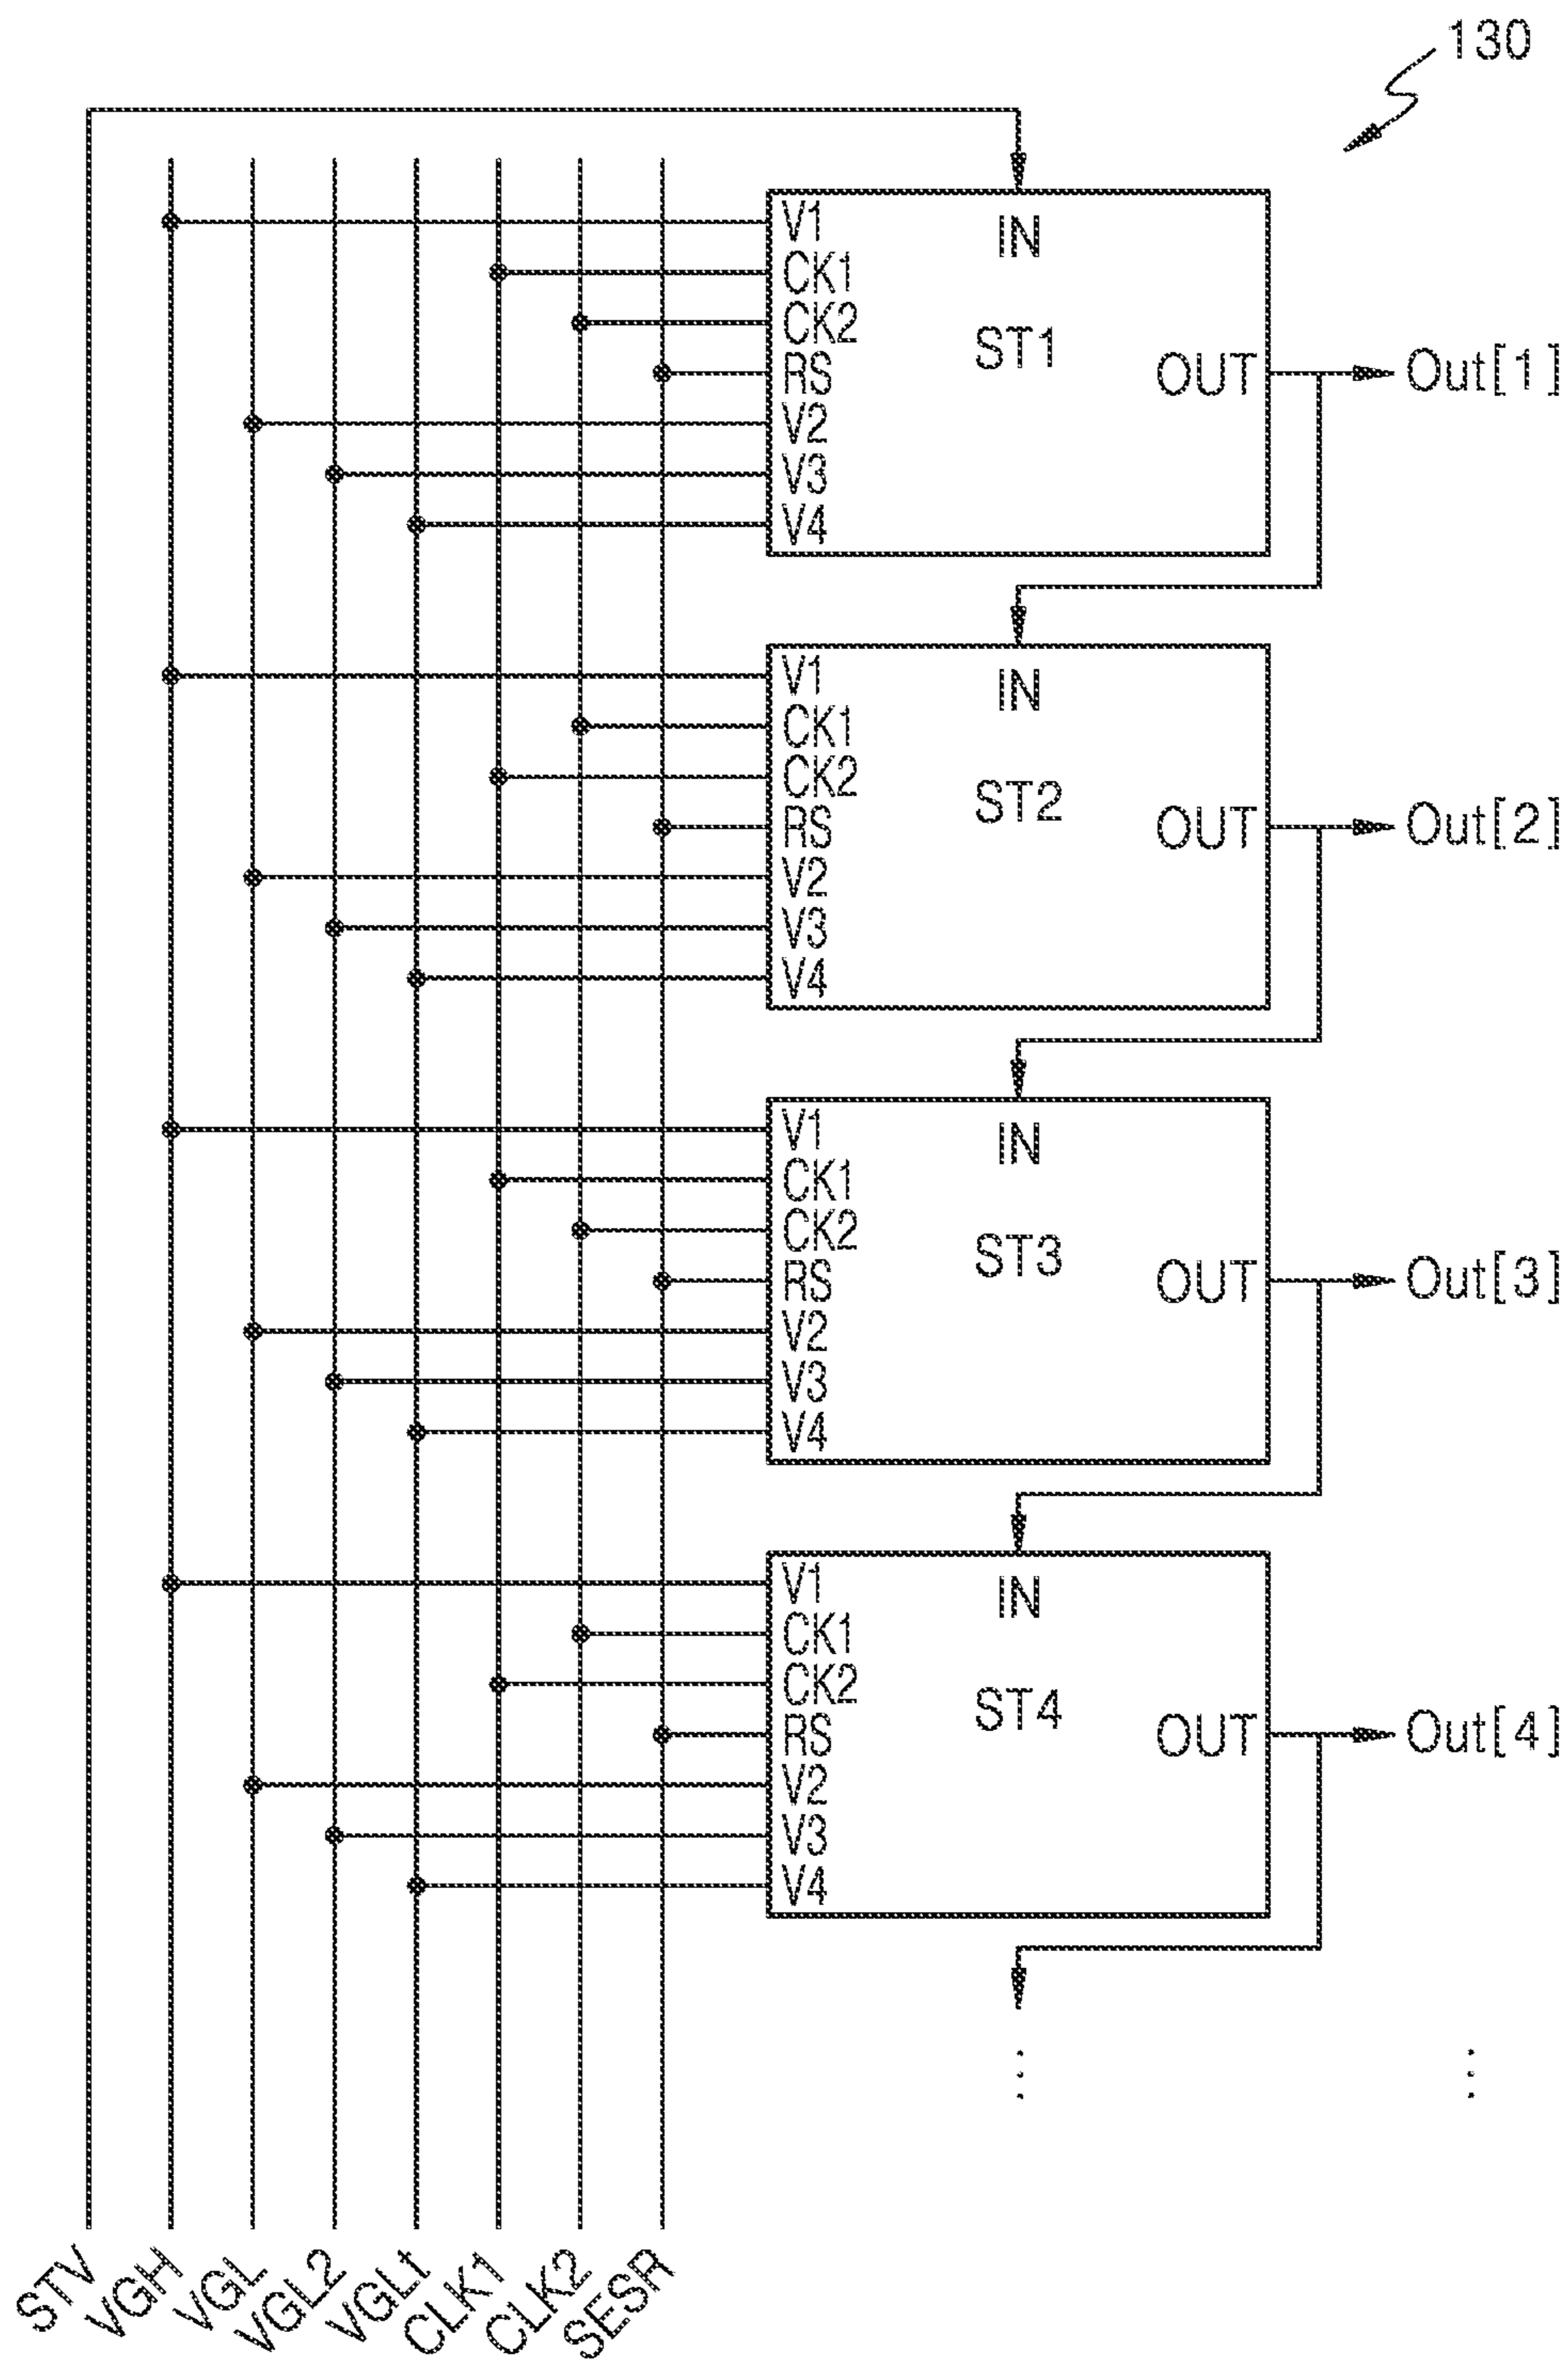 130
V1
IN
CK1
CK2
ST1
RS
OUT
Out[1]
V2
V3
V4
V1
IN
CK1
CK2
ST2
RS
OUT
Out[2]
V2
V3
V4
V1
IN
CK1
CK2
ST3
RS
OUT
Out[3]
V2
V3
V4
V1
IN
CK1
CK2
ST4
RS
OUT
Out[4]
V2
V3
V4
STV
VGH
VGL
VGL2
VGLt
CLK1
CLK2
SESR